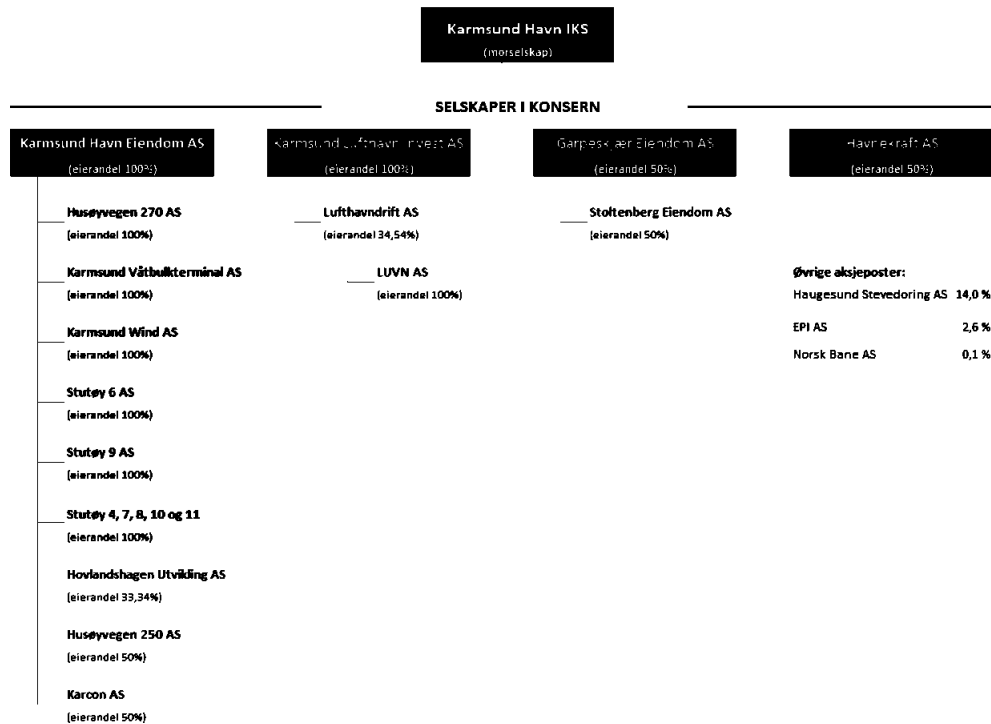 Karmsund Havn IKS
(morselskap)
SELSKAPER I KONSERN
Karmsund Havn Eiendom AS
(eierandel 100%)
Husøyvegen 270 AS
(eierandel 100%)
Karmsund Våtbulkterminal AS
(eierandel 100%)
Karmsund Wind AS
(eierandel 100%)
Stutøy 6 AS
(eierandel 100%)
Stutøy 9 AS
(eierandel 100%)
Stutøy 4, 7, 8, 10 og 11
(eierandel 100%)
Hovlandshagen Utvikling AS
(eierandel 33,34%)
Husøyvegen 250 AS
(eierandel 50%)
Karcon AS
(eierandel 50%)
Karmsund Lufthavn Invest AS
(eierandel 100%)
Lufthavndrift AS
(eierandel 34,54%)
LUVN AS
(eierandel 100%)
Garpeskjær Eiendom AS
(eierandel 50%)
Stoltenberg Eiendom AS
(eierandel 50%)
Havnekraft AS
(eierandel 50%)
Øvrige aksjeposter:
Haugesund Stevedoring AS 14,0 %
EPI AS 2,6 %
Norsk Bane AS 0,1 %